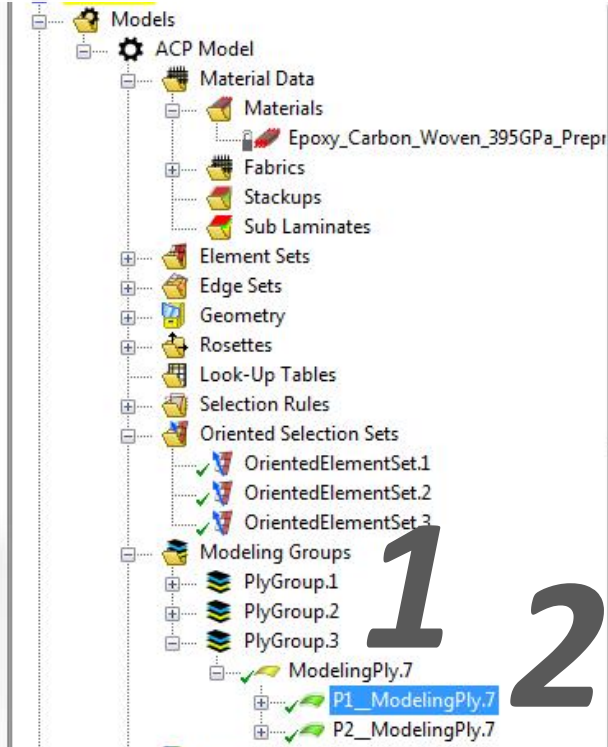 Models
ACP Model
Material Data
Materials
Epoxy_Carbon_Woven_395GPa_Prepr
Fabrics
Stackups
Sub Laminates
Element Sets
Edge Sets
Geometry
Rosettes
Look-Up Tables
Selection Rules
Oriented Selection Sets
OrientedElementSet.1
OrientedElementSet.2
OrientedElementSet.3
Modeling Groups
PlyGroup.1
PlyGroup.2
PlyGroup.3
ModelingPly.7
P1__ModelingPly.7
P2__ModelingPly.7
1
2